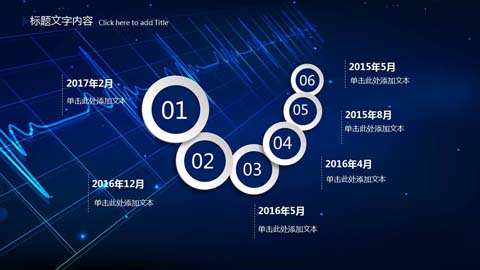 标题文字内容 Click here to add Title
2017年2月
单击此处添加文本
01
2016年12月
单击此处添加文本
02
03
2016年5月
单击此处添加文本
04
2016年4月
单击此处添加文本
05
2015年8月
单击此处添加文本
06
2015年5月
单击此处添加文本